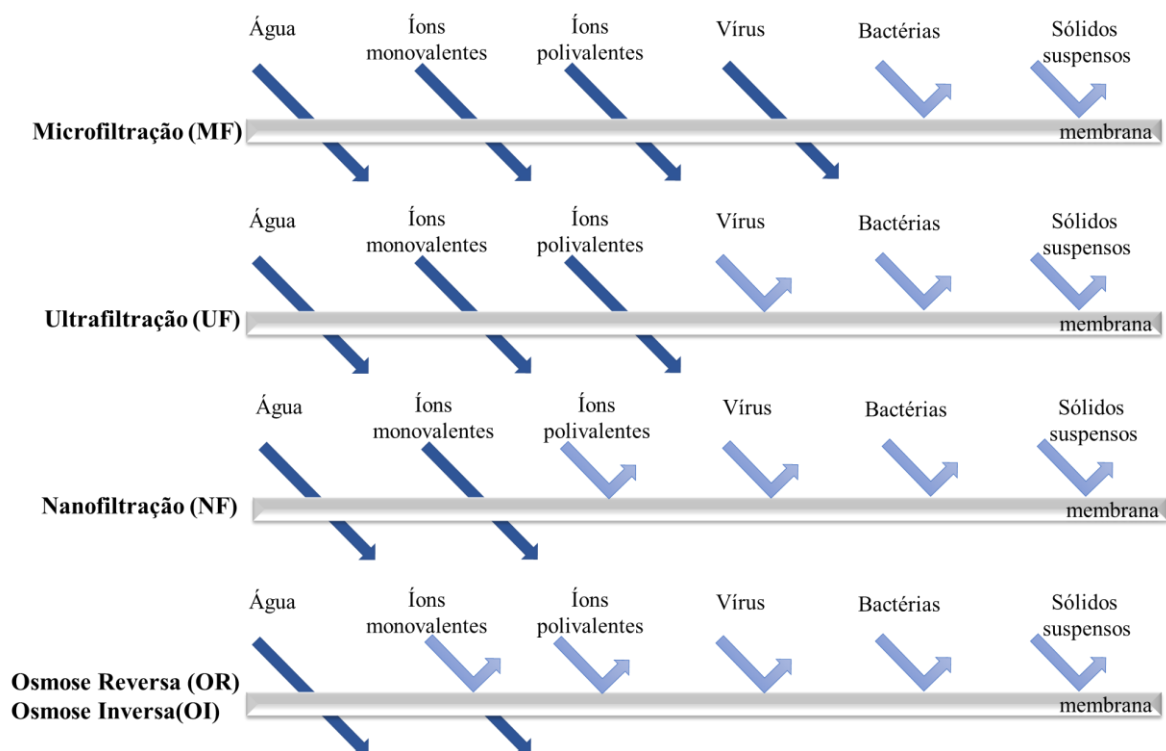 Água
Íons
monovalentes
Íons
polivalentes
Vírus
Bactérias
Sólidos
suspensos
Microfiltração (MF)
membrana
Água
Íons
monovalentes
Íons
polivalentes
Vírus
Bactérias
Sólidos
suspensos
Ultrafiltração (UF)
membrana
Água
Íons
monovalentes
Íons
polivalentes
Vírus
Bactérias
Sólidos
suspensos
Nanofiltração (NF)
membrana
Água
Íons
monovalentes
Íons
polivalentes
Vírus
Bactérias
Sólidos
suspensos
Osmose Reversa (OR)
Osmose Inversa(OI)
membrana